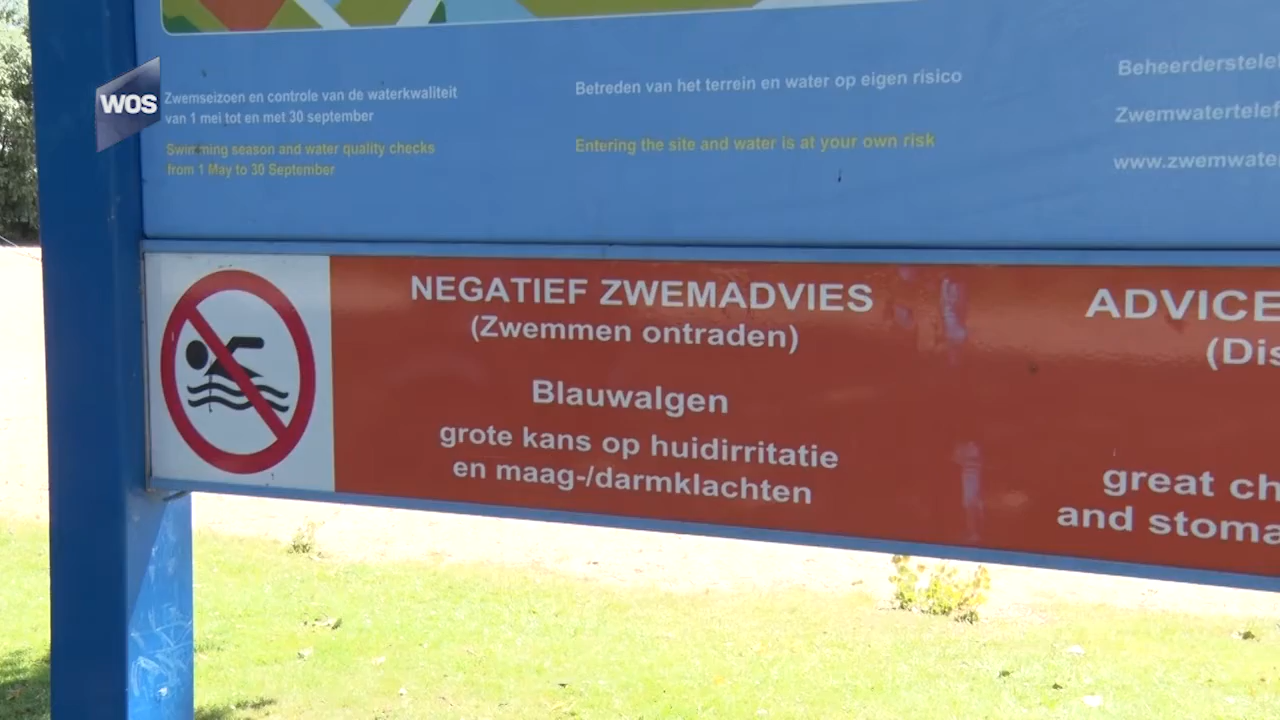 WOS
Zwemseizoen en controle van de waterkwaliteit
van 1 mei tot en met 30 september
Swimming season and water quality checks
from 1 May to 30 September
Betreden van het terrein en water op eigen risico
Entering the site and water is at your own risk
Beheerderstele
Zwemwatertelef
www.zwemwate
NEGATIEF ZWEMADVIES
(Zwemmen ontraden)
Blauwalgen
grote kans op huidirritatie
en maag-/darmklachten
ADVICE
(Dis
great ch
and stoma